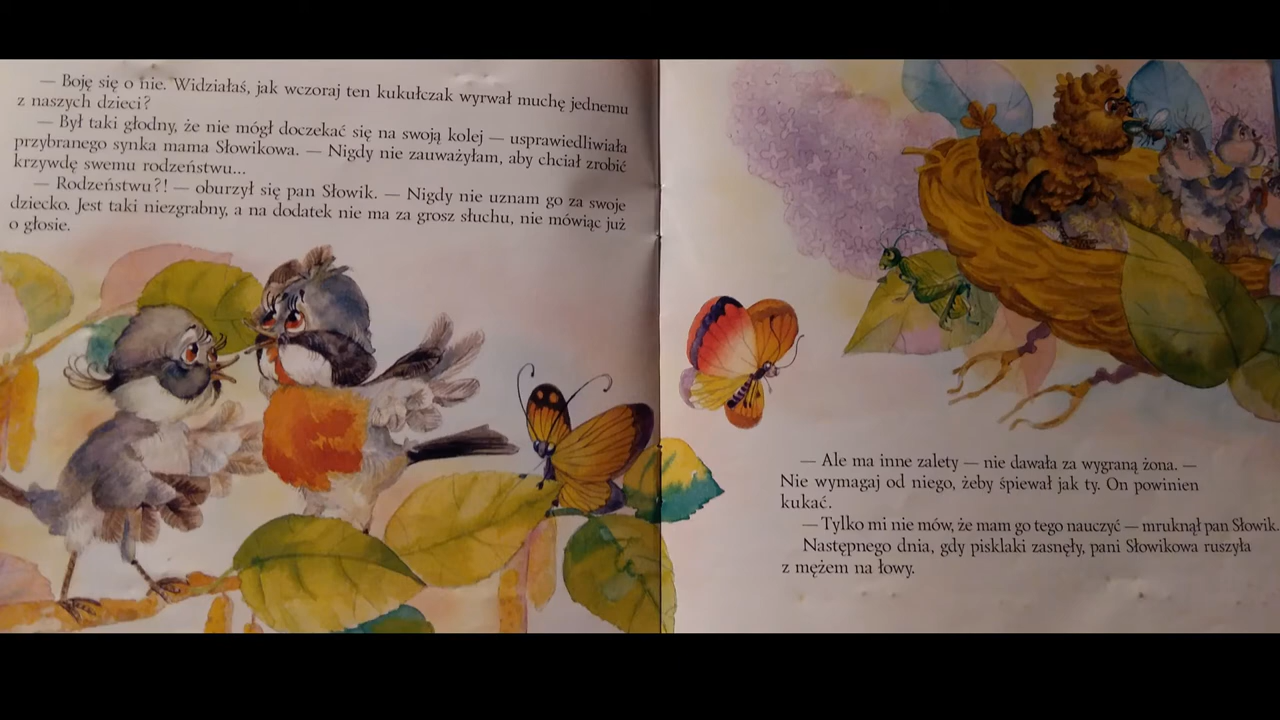 — Boję się o nie. Widziałaś, jak wczoraj ten kukułczak wyrwał muchę jednemu
z naszych dzieci?
— Był taki głodny, że nie mógł doczekać się na swoją kolej — usprawiedliwiała
przybranego synka mama Słowikowa. — Nigdy nie zauważyłam, aby chciał zrobić
krzywdę swemu rodzeństwu...
— Rodzeństwu?! — oburzył się pan Słowik. — Nigdy nie uznam go za swoje
dziecko. Jest taki niezgrabny, a na dodatek nie ma za grosz słuchu, nie mówiąc już
o głosie.
— Ale ma inne zalety — nie dawała za wygraną żona. —
Nie wymagaj od niego, żeby śpiewał jak ty. On powinien
kukać.
— Tylko mi nie mów, że mam go tego nauczyć — mruknął pan Słowik.
Następnego dnia, gdy pisklaki zasnęły, pani Słowikowa ruszyła
z mężem na łowy.